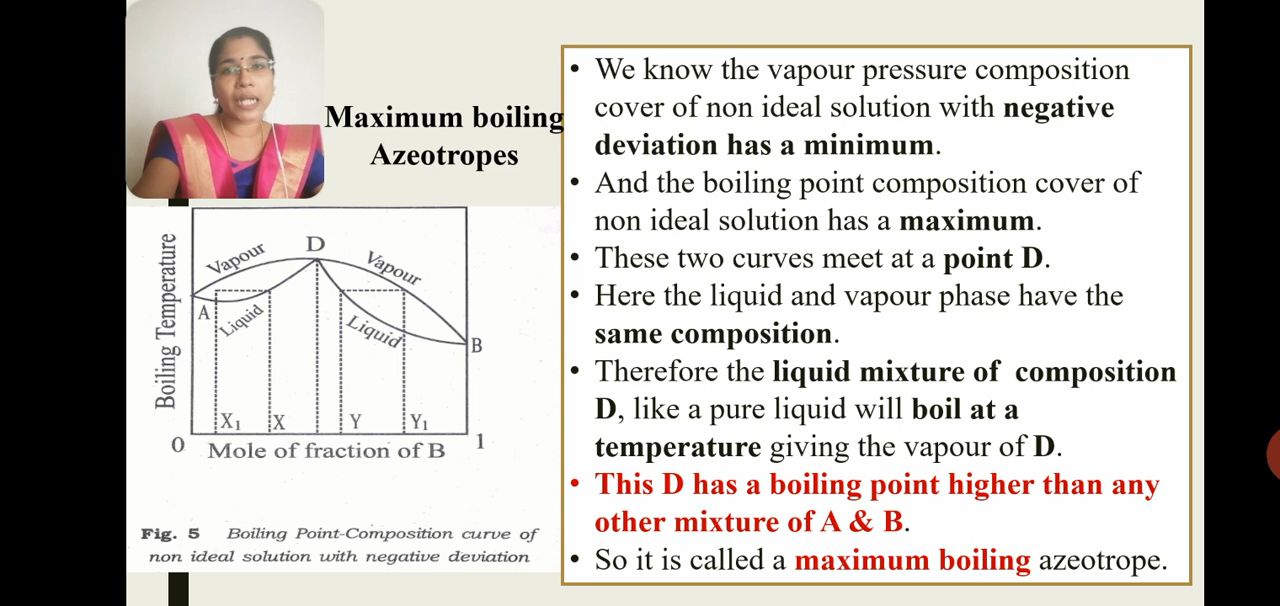 Maximum boiling
Azeotropes
• We know the vapour pressure composition
cover of non ideal solution with negative
deviation has a minimum.
• And the boiling point composition cover of
non ideal solution has a maximum.
• These two curves meet at a point D.
• Here the liquid and vapour phase have the
same composition.
• Therefore the liquid mixture of composition
D, like a pure liquid will boil at a
temperature giving the vapour of D.
• This D has a boiling point higher than any
other mixture of A & B.
• So it is called a maximum boiling azeotrope.
Boiling Temperature
Vapour
D
Vapour
A
Liquid
Liquid
B
X₁
X
Y
Y₁
0
Mole of fraction of B
1
Fig. 5 Boiling Point-Composition curve of
non ideal solution with negative deviation